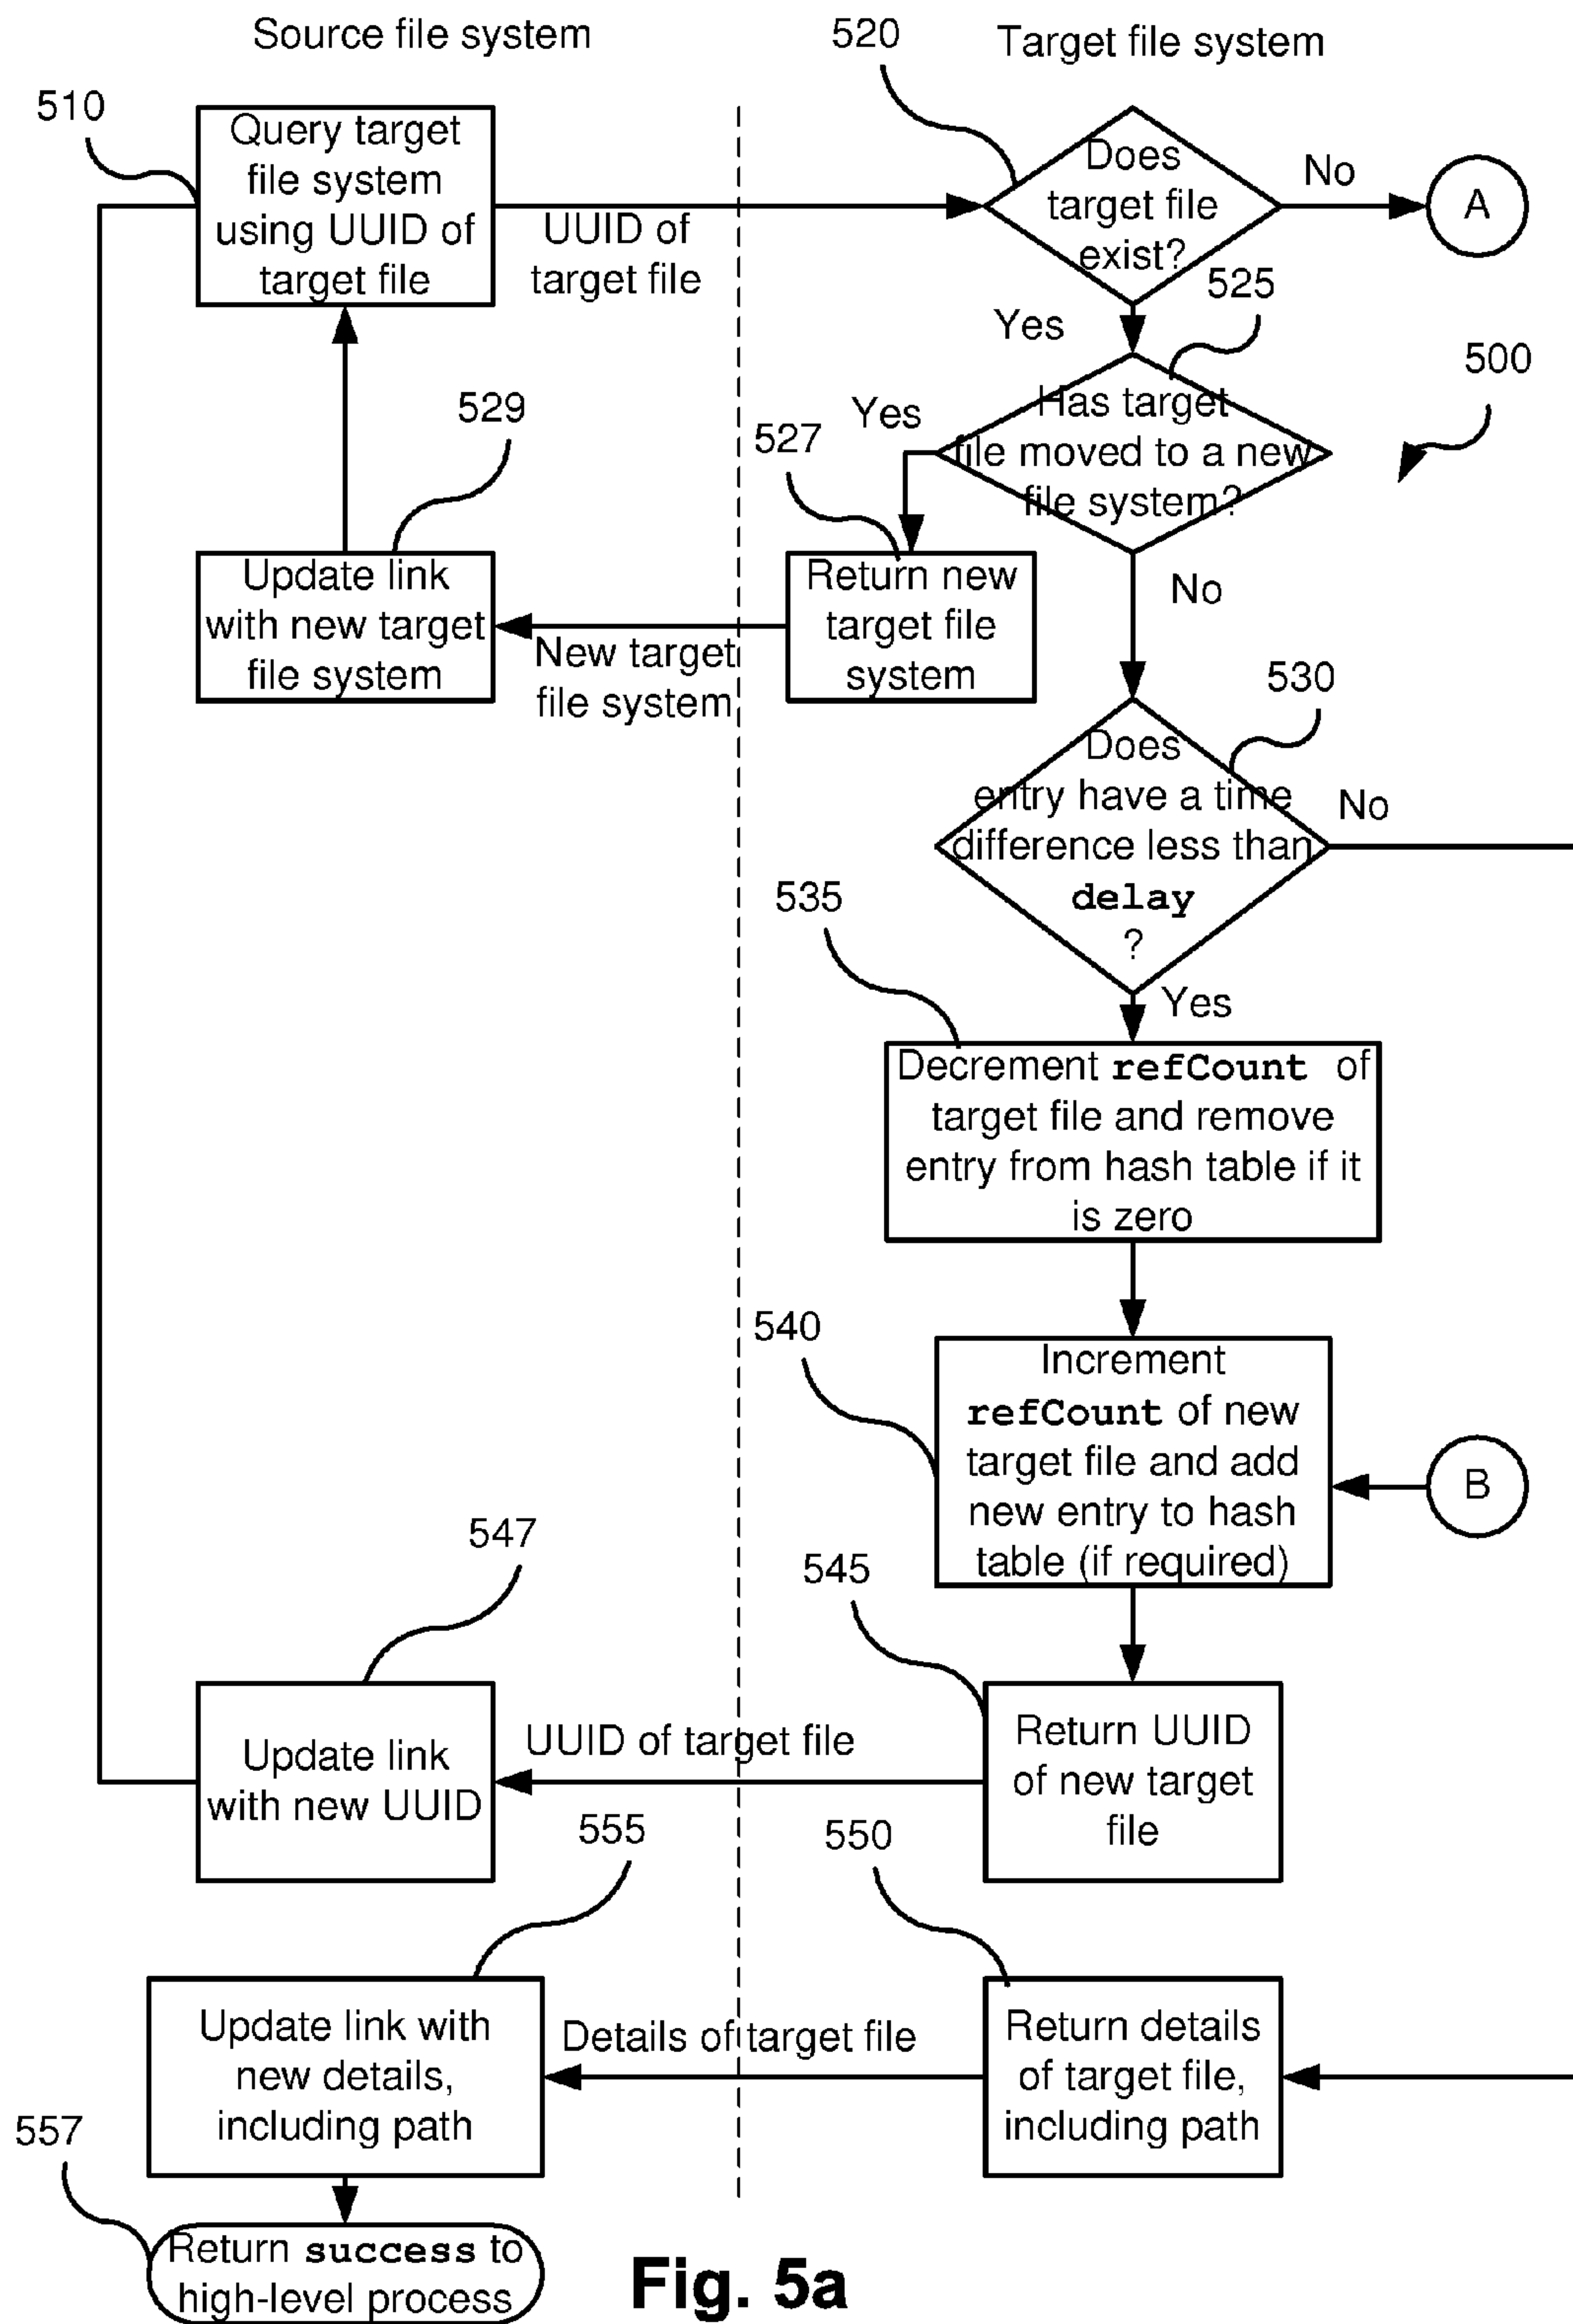 Source file system
520
Target file system
510
Query target
file system
using UUID of
target file
UUID of
target file
Does
target file
exist?
No
A
525
Yes
500
529
527
Yes
Has target
file moved to a new
file system?
Update link
with new target
file system
New target
file system
Return new
target file
system
No
530
Does
entry have a time
difference less than
delay
?
No
535
Yes
Decrement refCount of
target file and remove
entry from hash table if it
is zero
540
Increment
refCount of new
target file and add
new entry to hash
table (if required)
B
547
545
Update link
with new UUID
UUID of target file
Return UUID
of new target
file
555
550
Update link with
new details,
including path
Details of target file
Return details
of target file,
including path
557
Return success to
high-level process
Fig. 5a